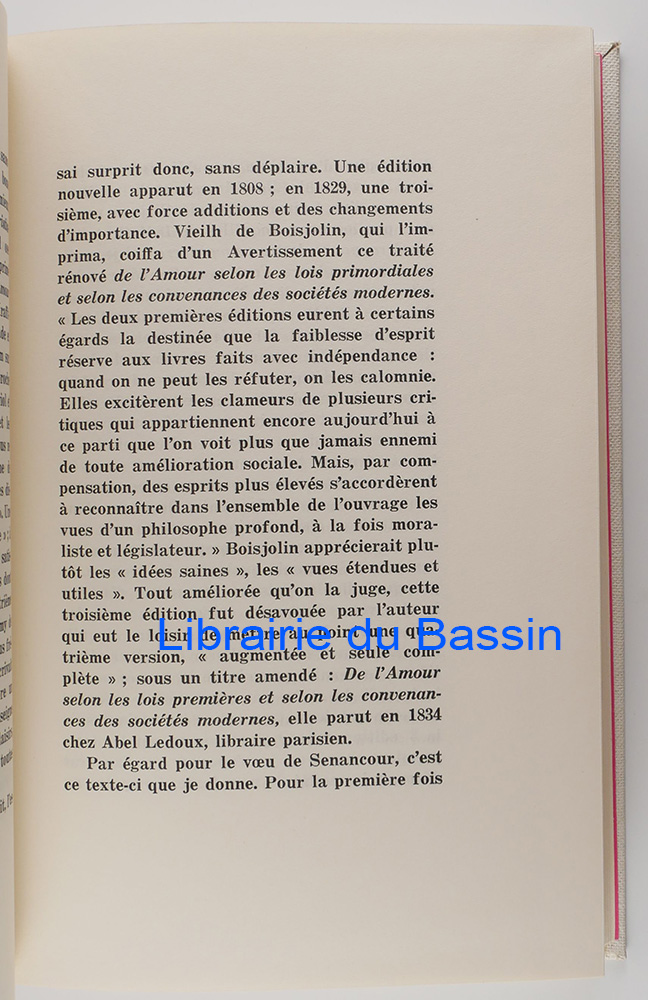 sai surprit donc, sans déplaire. Une édition
nouvelle apparut en 1808 ; en 1829, une troi-
sième, avec force additions et des changements
d'importance. Vieilh de Boisjolin, qui l'im-
prima, coiffa d'un Avertissement ce traité
rénové de l'Amour selon les lois primordiales
et selon les convenances des sociétés modernes.
« Les deux premières éditions eurent à certains
égards la destinée que la faiblesse d'esprit
réserve aux livres faits avec indépendance :
quand on ne peut les réfuter, on les calomnie.
Elles excitèrent les clameurs de plusieurs cri-
tiques qui appartiennent encore aujourd'hui à
ce parti que l'on voit plus que jamais ennemi
de toute amélioration sociale. Mais, par com-
pensation, des esprits plus élevés s'accordèrent
à reconnaître dans l'ensemble de l'ouvrage les
vues d'un philosophe profond, à la fois mora-
liste et législateur. » Boisjolin apprécierait plu-
tôt les « idées saines », les « vues étendues et
utiles ». Tout améliorée qu'on la juge, cette
troisième édition fut désavouée par l'auteur
qui eut le loisir de mettre au point une qua-
Librairie du Bassin
trième version, « augmentée et seule com-
plète » ; sous un titre amendé : De l'Amour
selon les lois premières et selon les convenan-
ces des sociétés modernes, elle parut en 1834
chez Abel Ledoux, libraire parisien.
Par égard pour le vœu de Senancour, c'est
ce texte-ci que je donne. Pour la première fois